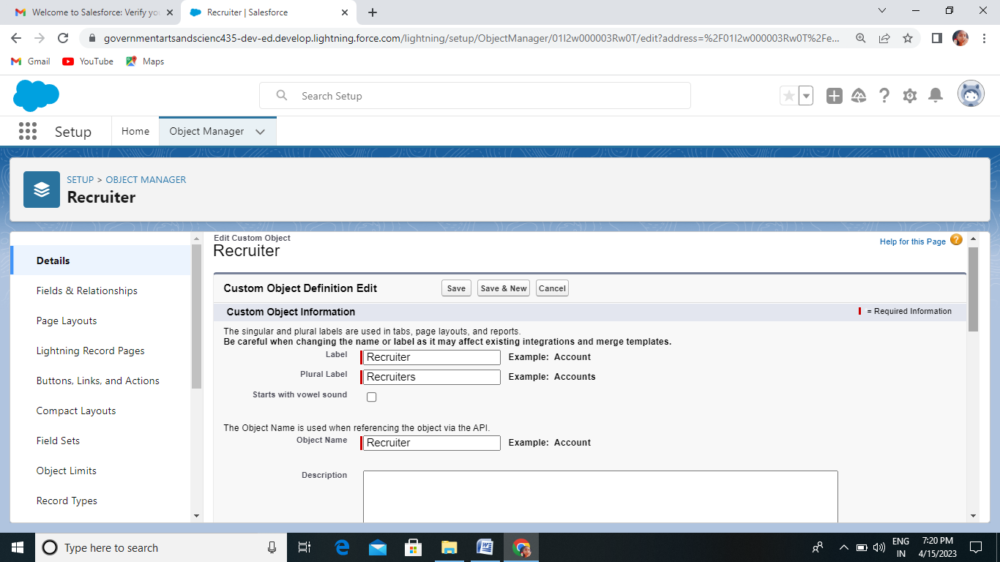 Welcome to Salesforce: Verify yo
Recruiter | Salesforce
governmentartsandscienc435-dev-ed.develop.lightning.force.com/lightning/setup/ObjectManager/01I2w000003Rw0T/edit?address=%2F01I2w000003Rw0T%2Fe...
Gmail
YouTube
Maps
Search Setup
Setup
Home
Object Manager
SETUP > OBJECT MANAGER
Recruiter
Details
Fields & Relationships
Page Layouts
Lightning Record Pages
Buttons, Links, and Actions
Compact Layouts
Field Sets
Object Limits
Record Types
Edit Custom Object
Recruiter
Help for this Page
Custom Object Definition Edit
Save
Save & New
Cancel
Custom Object Information
= Required Information
The singular and plural labels are used in tabs, page layouts, and reports.
Be careful when changing the name or label as it may affect existing integrations and merge templates.
Label
Recruiter
Example: Account
Plural Label
Recruiters
Example: Accounts
Starts with vowel sound
The Object Name is used when referencing the object via the API.
Object Name
Recruiter
Example: Account
Description
Type here to search
ENG
IN
7:20 PM
4/15/2023